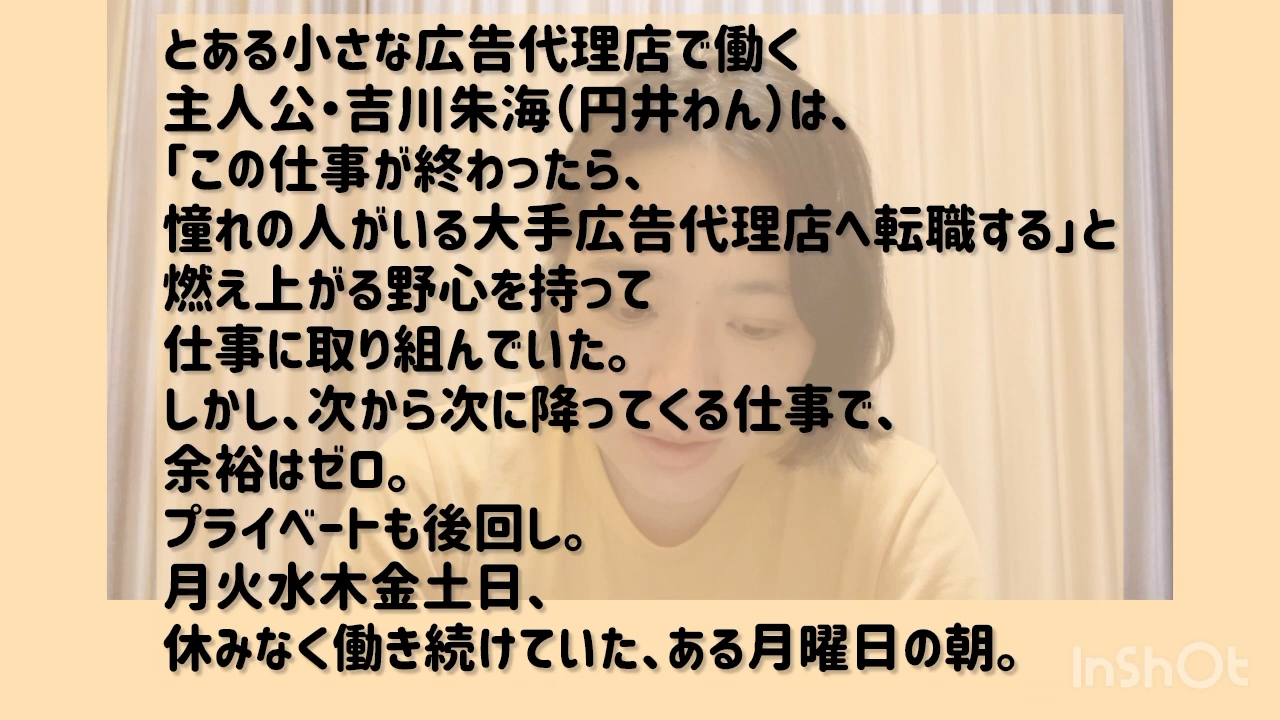 とある小さな広告代理店で働く
主人公・吉川朱海(円井わん)は、
「この仕事が終わったら、
憧れの人がいる大手広告代理店へ転職する」と
燃え上がる野心を持って
仕事に取り組んでいた。
しかし、次から次に降ってくる仕事で、
余裕はゼロ。
プライベートも後回し。
月火水木金土日、
休みなく働き続けていた、ある月曜日の朝。
InShOt